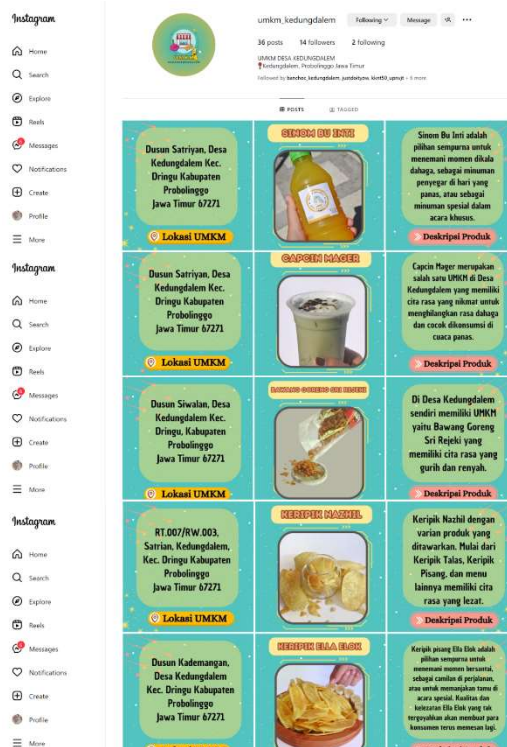 Instagram
Home
Search
Explore
Reels
Messages
Notifications
Create
Profile
More
Instagram
Home
Search
Explore
Reels
Messages
Notifications
Create
Profile
More
Instagram
Home
Search
Explore
Reels
Messages
Notifications
Create
Profile
More
umkm_kedungdalem Following Message
36 posts 14 followers 2 following
UMKM DESA KEDUNGDALEM
Kedungdalem, Probolinggo Jawa Timur
Followed by
POSTS TAGGED
Dusun Satriyan, Desa
Kedungdalem Kec.
Dringu Kabupaten
Probolinggo
Jawa Timur 67271
Lokasi UMKM
SINOM BU INTI
Sinom Bu Inti adalah
pilihan sempurna untuk
menemani momen dikala
dahaga, sebagai minuman
penyegar di hari yang
panas, atau sebagai
minuman spesial dalam
acara khusus.
Deskripsi Produk
Dusun Satriyan, Desa
Kedungdalem Kec.
Dringu Kabupaten
Probolinggo
Jawa Timur 67271
Lokasi UMKM
CAPCIN MAGER
Capcin Mager merupakan
salah satu UMKM di Desa
Kedungdalem yang memiliki
cita rasa yang nikmat untuk
menghilangkan rasa dahaga
dan cocok dikonsumsi di
cuaca panas.
Deskripsi Produk
Dusun Siwalan, Desa
Kedungdalem Kec.
Dringu, Kabupaten
Probolinggo
Jawa Timur 67271
Lokasi UMKM
BAWANG GORENG SRI REJEKI
Di Desa Kedungdalem
sendiri memiliki UMKM
yaitu Bawang Goreng
Sri Rejeki yang
memiliki cita rasa yang
gurih dan renyah.
Deskripsi Produk
RT.007/RW.003,
Satrian, Kedungdalem,
Kec. Dringu Kabupaten
Probolinggo
Jawa Timur 67271
Lokasi UMKM
KERIPIK NAZHIL
Keripik Nazhil dengan
varian produk yang
ditawarkan. Mulai dari
Keripik Talas, Keripik
Pisang, dan menu
lainnya memiliki cita
rasa yang lezat.
Deskripsi Produk
Dusun Kademangan,
Desa Kedungdalem
Kec. Dringu Kabupaten
Probolinggo
Jawa Timur 67271
KERIPIK ELLA ELOK
Keripik pisang Ella Elok adalah
pilihan sempurna untuk
menemani momen bersantai,
sebagai camilan di perjalanan,
atau untuk memanjakan tamu di
acara spesial. Kualitas dan
kelezatan Ella Elok yang tak
tergoyahkan akan membuat para
konsumen terus memesan lagi.